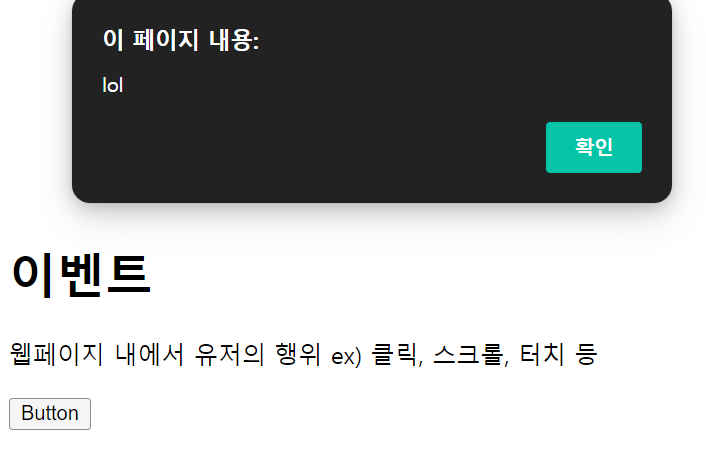 이 페이지 내용:
lol
확인
이벤트
웹페이지 내에서 유저의 행위 ex) 클릭, 스크롤, 터치 등
Button